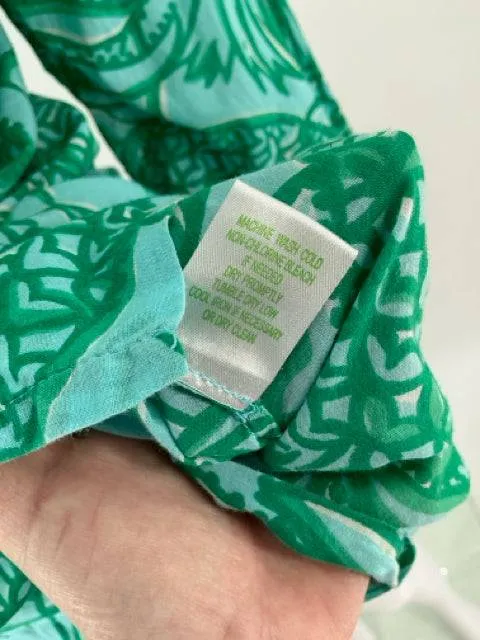 MACHINE WASH COLD
NON-CHLORINE BLEACH
IF NEEDED
DRY PROMPTLY
TUMBLE DRY LOW
COOL IRON IF NECESSARY
OR DRY CLEAN